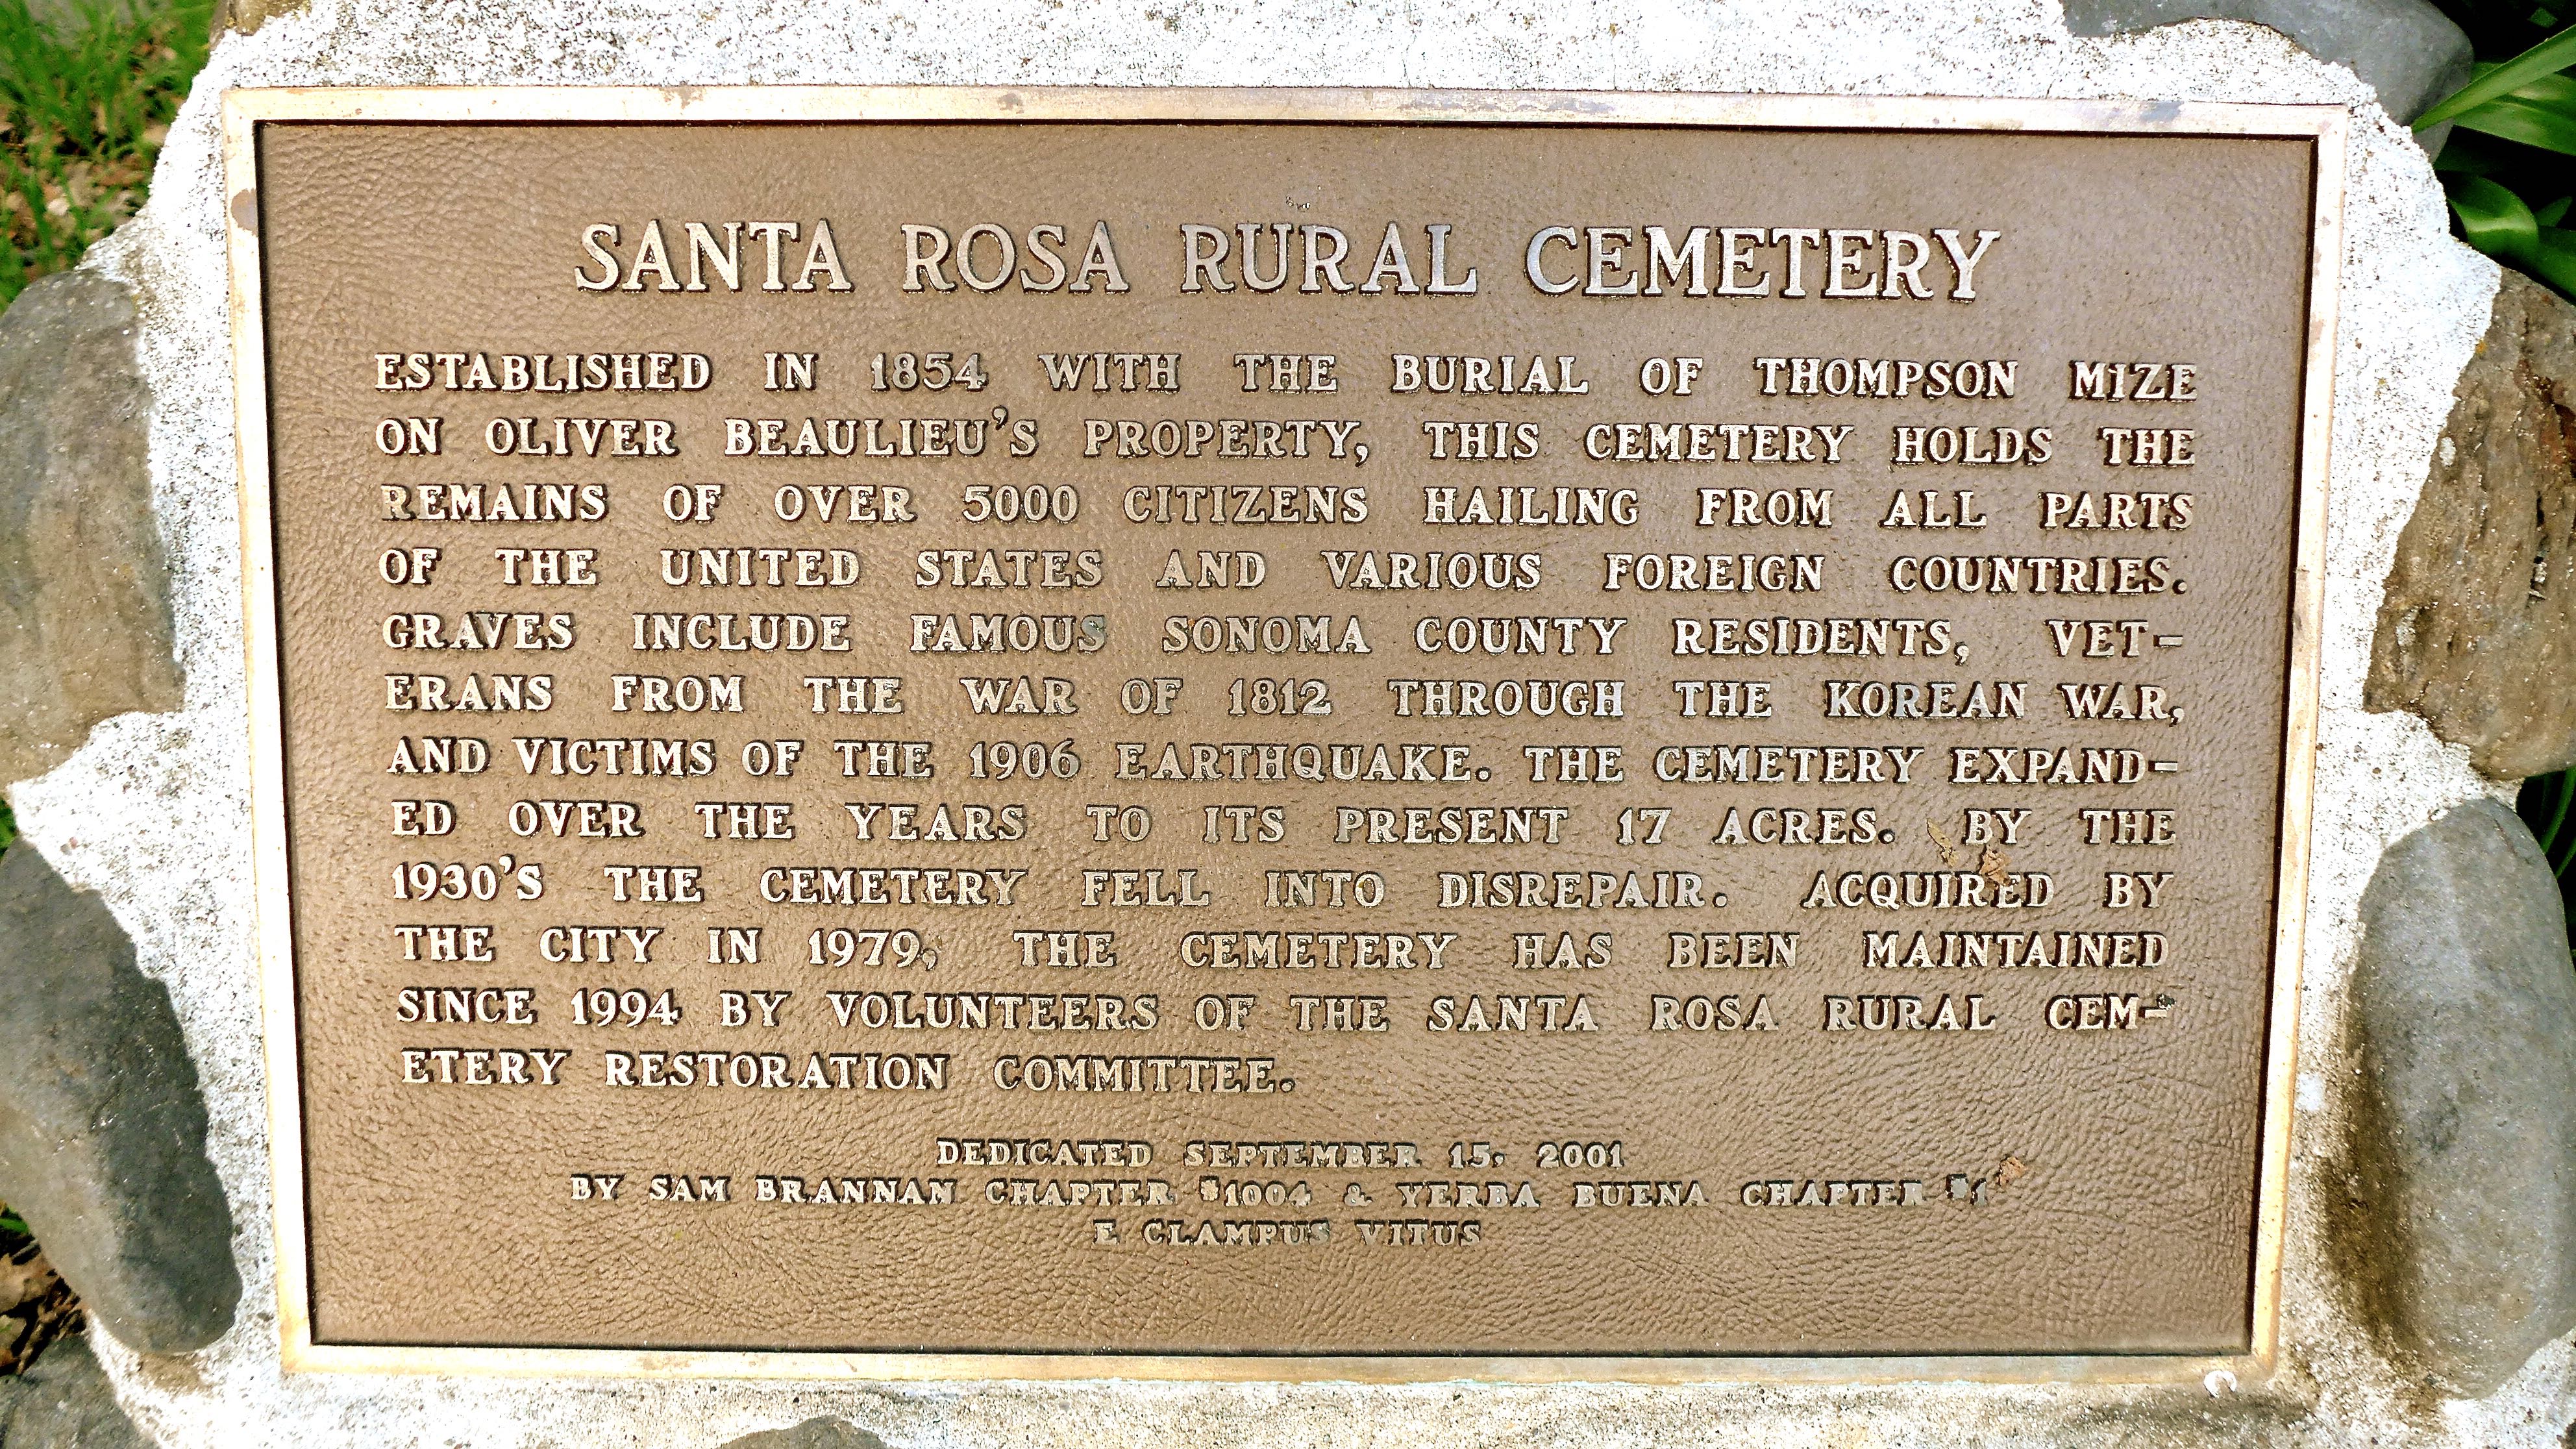 SANTA ROSA RURAL CEMETERY
ESTABLISHED IN 1854 WITH THE BURIAL OF THOMPSON MIZE
ON OLIVER BEAULIEU'S PROPERTY, THIS CEMETERY HOLDS THE
REMAINS OF OVER 5000 CITIZENS HAILING FROM ALL PARTS
OF THE UNITED STATES AND VARIOUS FOREIGN COUNTRIES.
GRAVES INCLUDE FAMOUS SONOMA COUNTY RESIDENTS, VET-
ERANS FROM THE WAR OF 1812 THROUGH THE KOREAN WAR,
AND VICTIMS OF THE 1906 EARTHQUAKE. THE CEMETERY EXPAND-
ED OVER THE YEARS TO ITS PRESENT 17 ACRES. BY THE
1930'S THE CEMETERY FELL INTO DISREPAIR. ACQUIRED BY
THE CITY IN 1979, THE CEMETERY HAS BEEN MAINTAINED
SINCE 1994 BY VOLUNTEERS OF THE SANTA ROSA RURAL CEM-
ETERY RESTORATION COMMITTEE.
DEDICATED SEPTEMBER 15, 2001
BY SAM BRANNAN CHAPTER #1004 & YERBA BUENA CHAPTER #1
E CLAMPUS VITUS